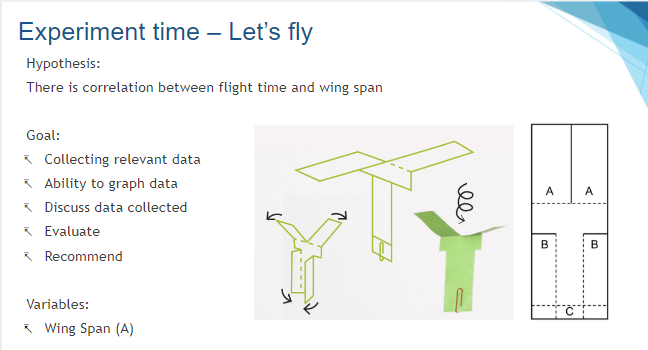 Experiment time – Let's fly
Hypothesis:
There is correlation between flight time and wing span
Goal:
Collecting relevant data
Ability to graph data
Discuss data collected
Evaluate
Recommend
Variables:
Wing Span (A)
A A
B B
C